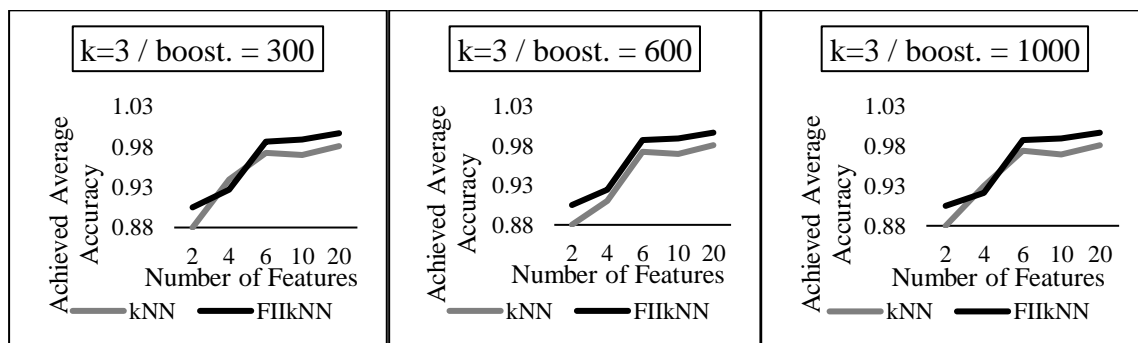 k=3 / boost. = 300
Achieved Average
Accuracy
1.03
0.98
0.93
0.88
2 4 6 10 20
Number of Features
kNN FIIkNN
k=3 / boost. = 600
Achieved Average
Accuracy
1.03
0.98
0.93
0.88
2 4 6 10 20
Number of Features
kNN FIIkNN
k=3 / boost. = 1000
Achieved Average
Accuracy
1.03
0.98
0.93
0.88
2 4 6 10 20
Number of Features
kNN FIIkNN